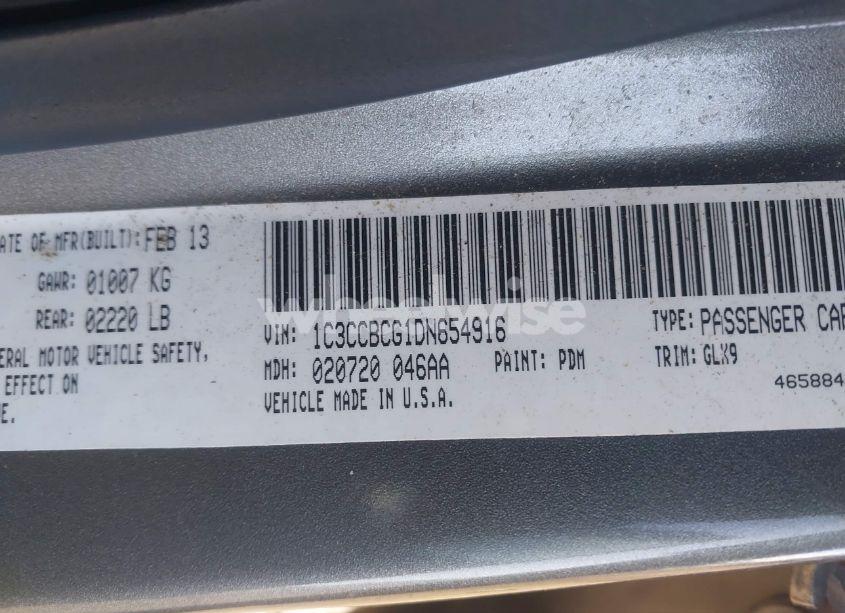 ATE OF MFR(BUILT): FEB 13
GAWR: 01007 KG
REAR: 02220 LB
ERAL MOTOR VEHICLE SAFETY,
EFFECT ON
E.
VIN: 1C3CCBCG1DN654916
TYPE: PASSENGER CAR
MDH: 020720 046AA
PAINT: PDM
TRIM: GLX9
VEHICLE MADE IN U.S.A.
465884
wheelwise